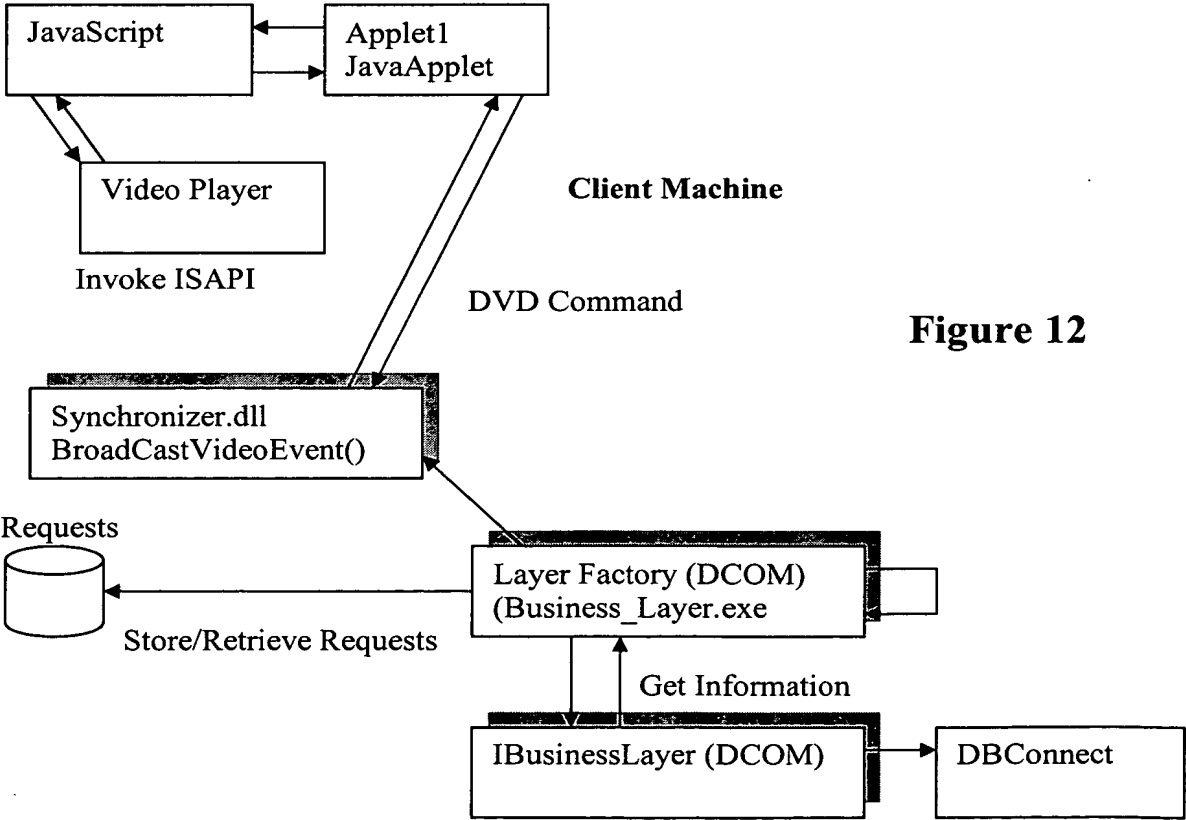 JavaScript
Applet1
JavaApplet
Video Player
Client Machine
Invoke ISAPI
DVD Command
Figure 12
Synchronizer.dll
BroadCastVideoEvent()
Requests
Layer Factory (DCOM)
(Business_Layer.exe
Store/Retrieve Requests
Get Information
IBusinessLayer (DCOM)
DBConnect